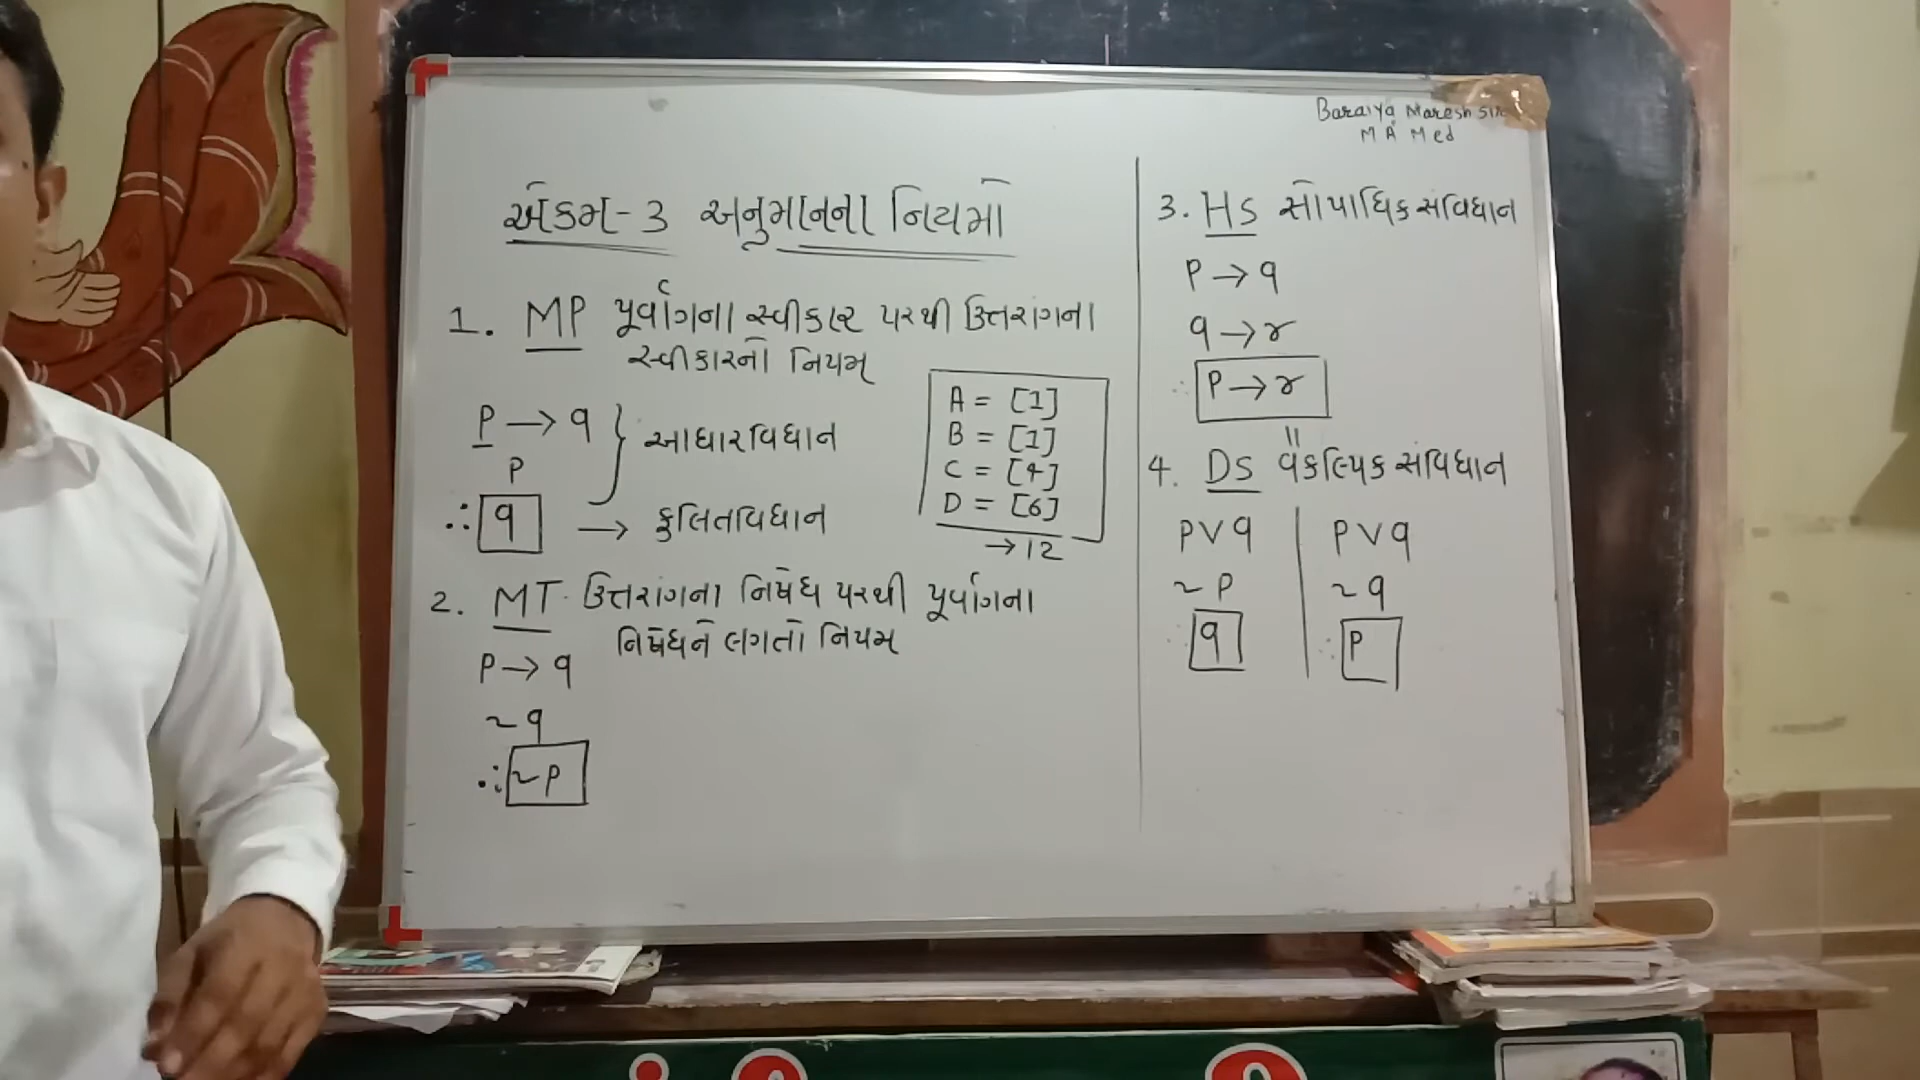 Baraiya Naresh Sir
M A Med
એકમ-3 અનુમાનના નિયમો
1. MP પૂર્વાંગના સ્વીકાર પરથી ઉત્તરાંગના
સ્વીકારનો નિયમ
P → q } આધારવિધાન
P
∴ q → ફલિતવિધાન
A = [1]
B = [1]
C = [4]
D = [6]
→ 12
2. MT. ઉત્તરાંગના નિષેધ પરથી પૂર્વાંગના
નિષેધને લગતો નિયમ
P → q
~q
∴ ~P
3. HS સોપાધિક સંવિધાન
P → q
q → r
∴ P → r
4. DS વૈકલ્પિક સંવિધાન
P ∨ q | P ∨ q
~P | ~q
∴ q | ∴ P